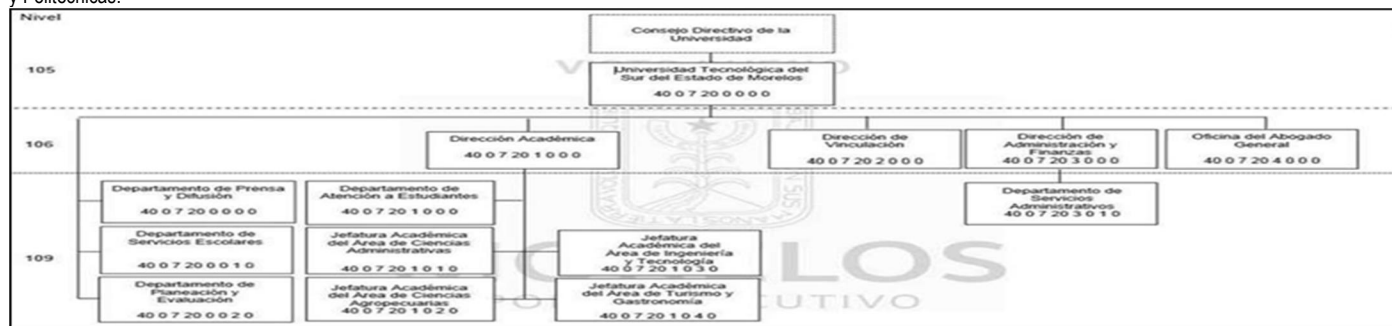 y Politécnicas.
Nivel
Consejo Directivo de la
Universidad
105
Universidad Tecnológica del
Sur del Estado de Morelos
40 0 7 20 0 0 0 0
106
Dirección Académica
40 0 7 20 1 0 0 0
Dirección de
Vinculación
40 0 7 20 2 0 0 0
Dirección de
Administración y
Finanzas
40 0 7 20 3 0 0 0
Oficina del Abogado
General
40 0 7 20 4 0 0 0
109
Departamento de Prensa
y Difusión
40 0 7 20 0 0 0 0
Departamento de
Atención a Estudiantes
40 0 7 20 1 0 0 0
Departamento de
Servicios
Administrativos
40 0 7 20 3 0 1 0
Departamento de
Servicios Escolares
40 0 7 20 0 0 1 0
Jefatura Académica
del Área de Ciencias
Administrativas
40 0 7 20 1 0 1 0
Jefatura
Académica del
Área de Ingeniería
y Tecnología
40 0 7 20 1 0 3 0
Departamento de
Planeación y
Evaluación
40 0 7 20 0 0 2 0
Jefatura Académica
del Área de Ciencias
Agropecuarias
40 0 7 20 1 0 2 0
Jefatura Académica
del Área de Turismo y
Gastronomía
40 0 7 20 1 0 4 0